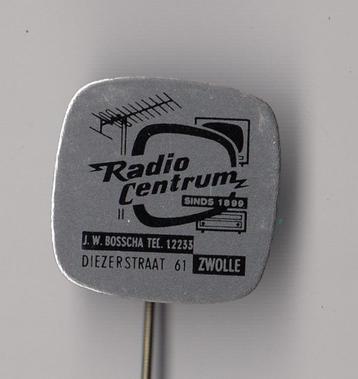 Radio
Centrum
SINDS 1899
J. W. BOSSCHA TEL. 12233
DIEZERSTRAAT 61 ZWOLLE